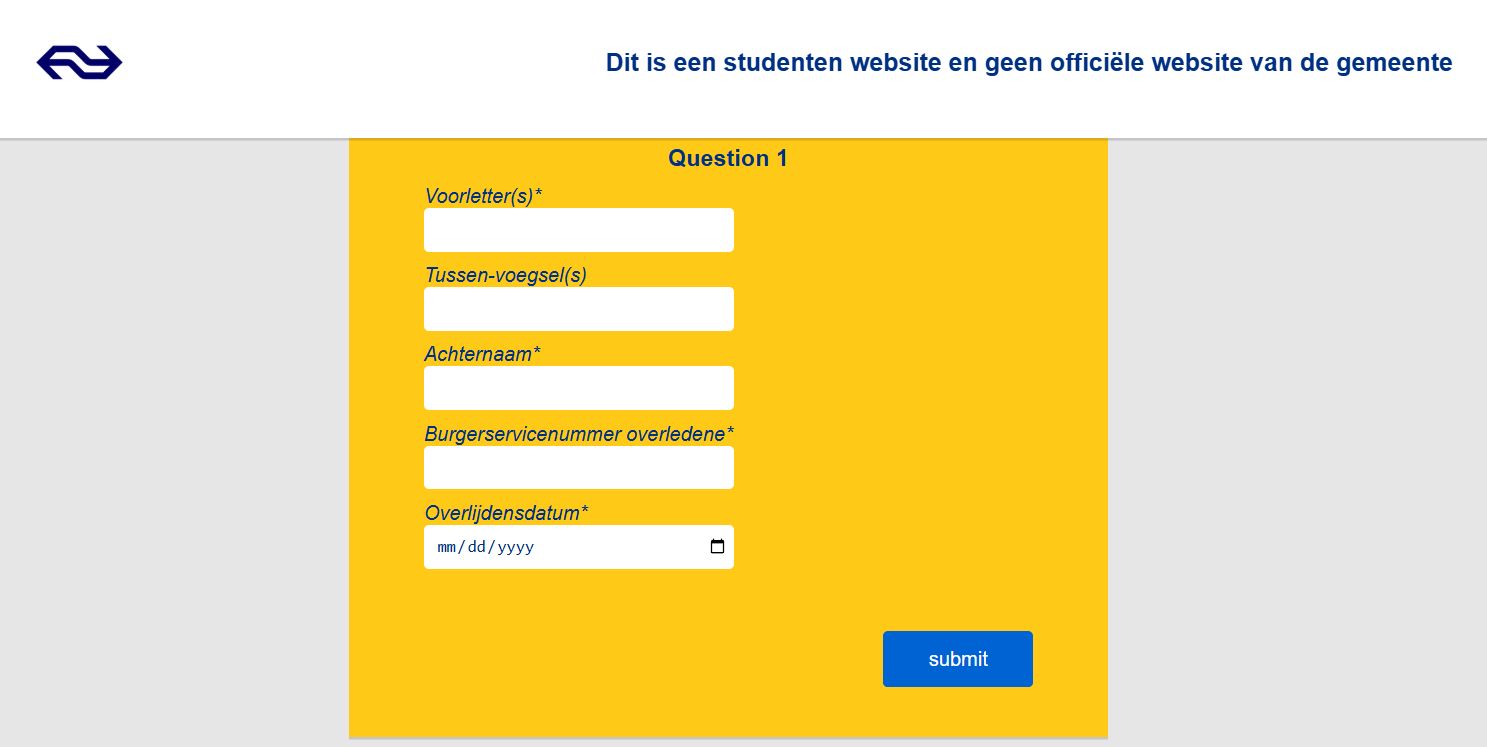 Dit is een studenten website en geen officiële website van de gemeente
Question 1
Voorletter(s)*
Tussen-voegsel(s)
Achternaam*
Burgerservicenummer overledene*
Overlijdensdatum*
mm/dd/yyyy
submit